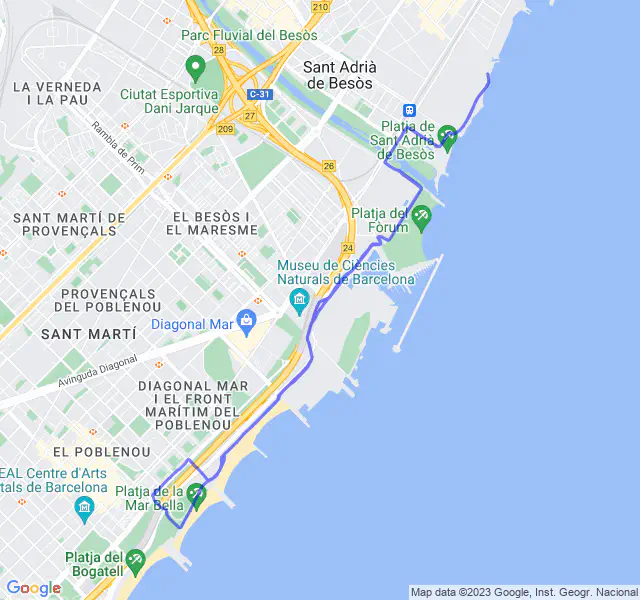 210
28
Parc Fluvial del Besòs
Sant Adrià
de Besòs
LA VERNEDA
I LA PAU
Ciutat Esportiva
Dani Jarque
C-31
27
209
Rambla de Prim
Platja de
Sant Adrià
de Besòs
26
SANT MARTÍ DE
PROVENÇALS
EL BESÒS I
EL MARESME
Platja del
Fòrum
24
Museu de Ciències
Naturals de Barcelona
PROVENÇALS
DEL POBLENOU
SANT MARTÍ
Diagonal Mar
Avinguda Diagonal
DIAGONAL MAR
I EL FRONT
MARÍTIM DEL
POBLENOU
EL POBLENOU
EAL Centre d'Arts
tals de Barcelona
Platja de la
Mar Bella
Platja del
Bogatell
Google
Map data ©2023 Google, Inst. Geogr. Nacional